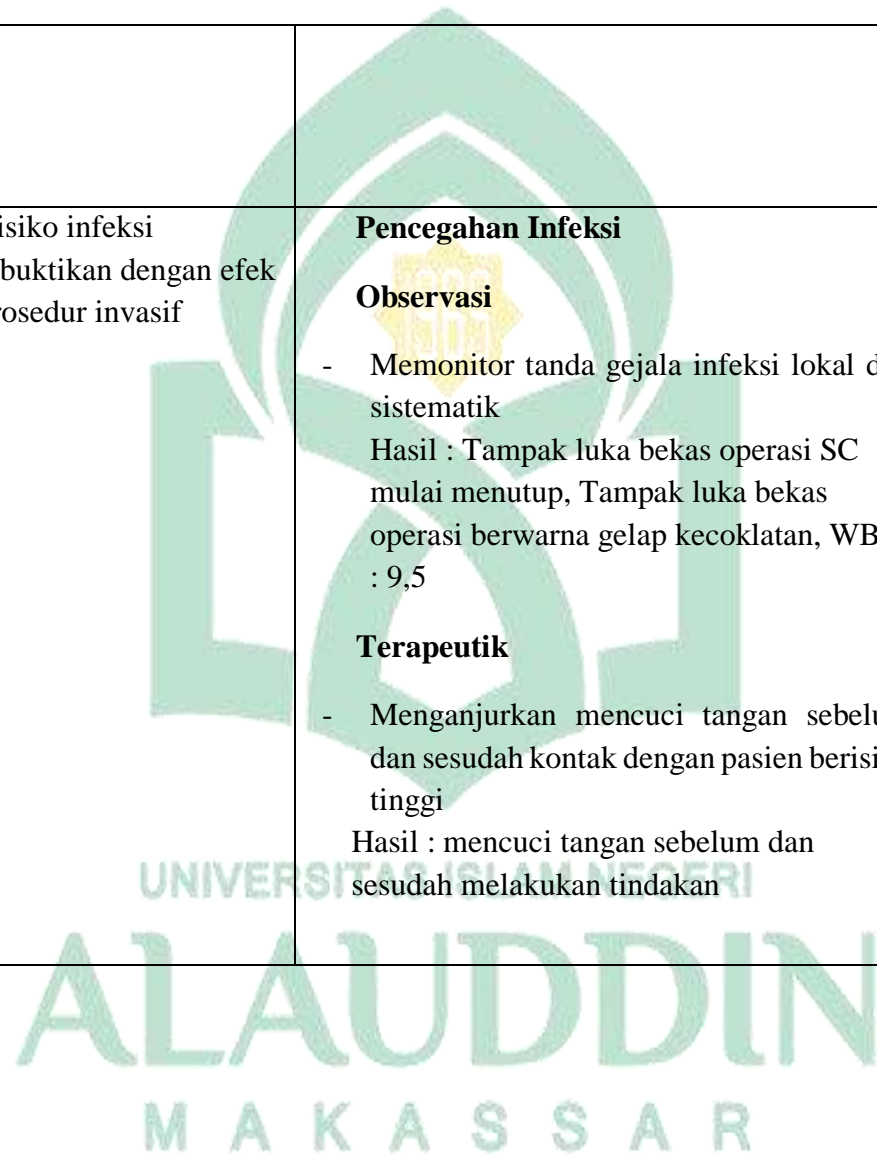 isiko infeksi
buktikan dengan efek
rosedur invasif
Pencegahan Infeksi
Observasi
- Memonitor tanda gejala infeksi lokal d
sistematik
Hasil : Tampak luka bekas operasi SC
mulai menutup, Tampak luka bekas
operasi berwarna gelap kecoklatan, WB
: 9,5
Terapeutik
- Menganjurkan mencuci tangan sebelu
dan sesudah kontak dengan pasien berisi
tinggi
Hasil : mencuci tangan sebelum dan
sesudah melakukan tindakan
1965
UNIVERSITAS ISLAM NEGERI
ALAUDDIN
MAKASSAR